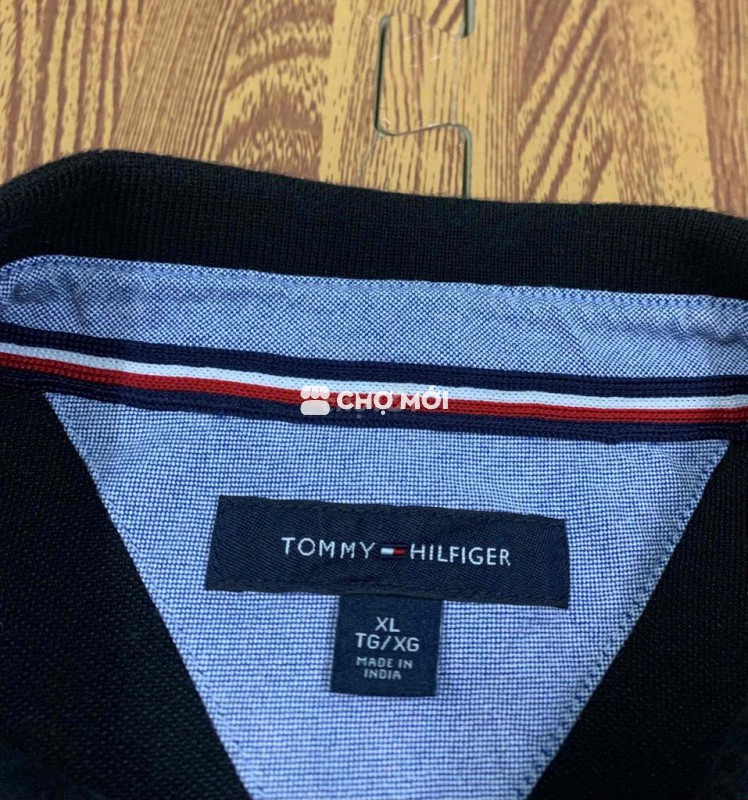 CHỢ MỚI
TOMMY HILFIGER
XL
TG/XG
MADE IN
INDIA